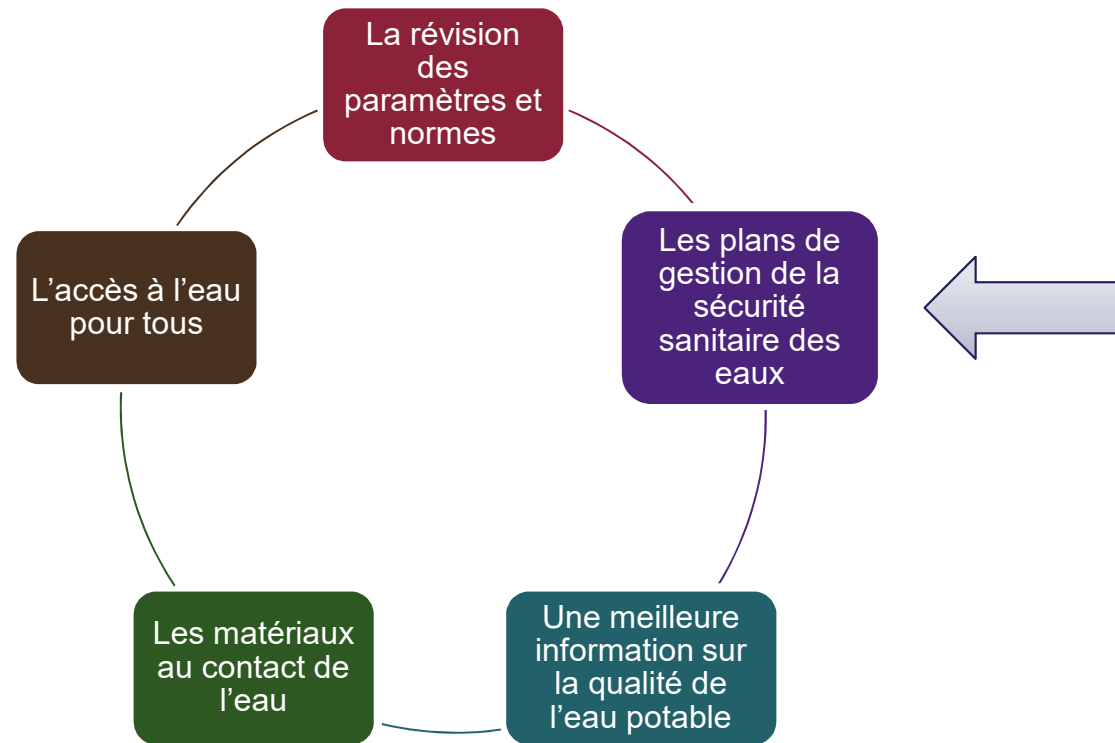 La révision
des
paramètres et
normes
Les plans de
gestion de la
sécurité
sanitaire des
eaux
L’accès à l’eau
pour tous
Une meilleure
information sur
la qualité de
l’eau potable
Les matériaux
au contact de
l’eau